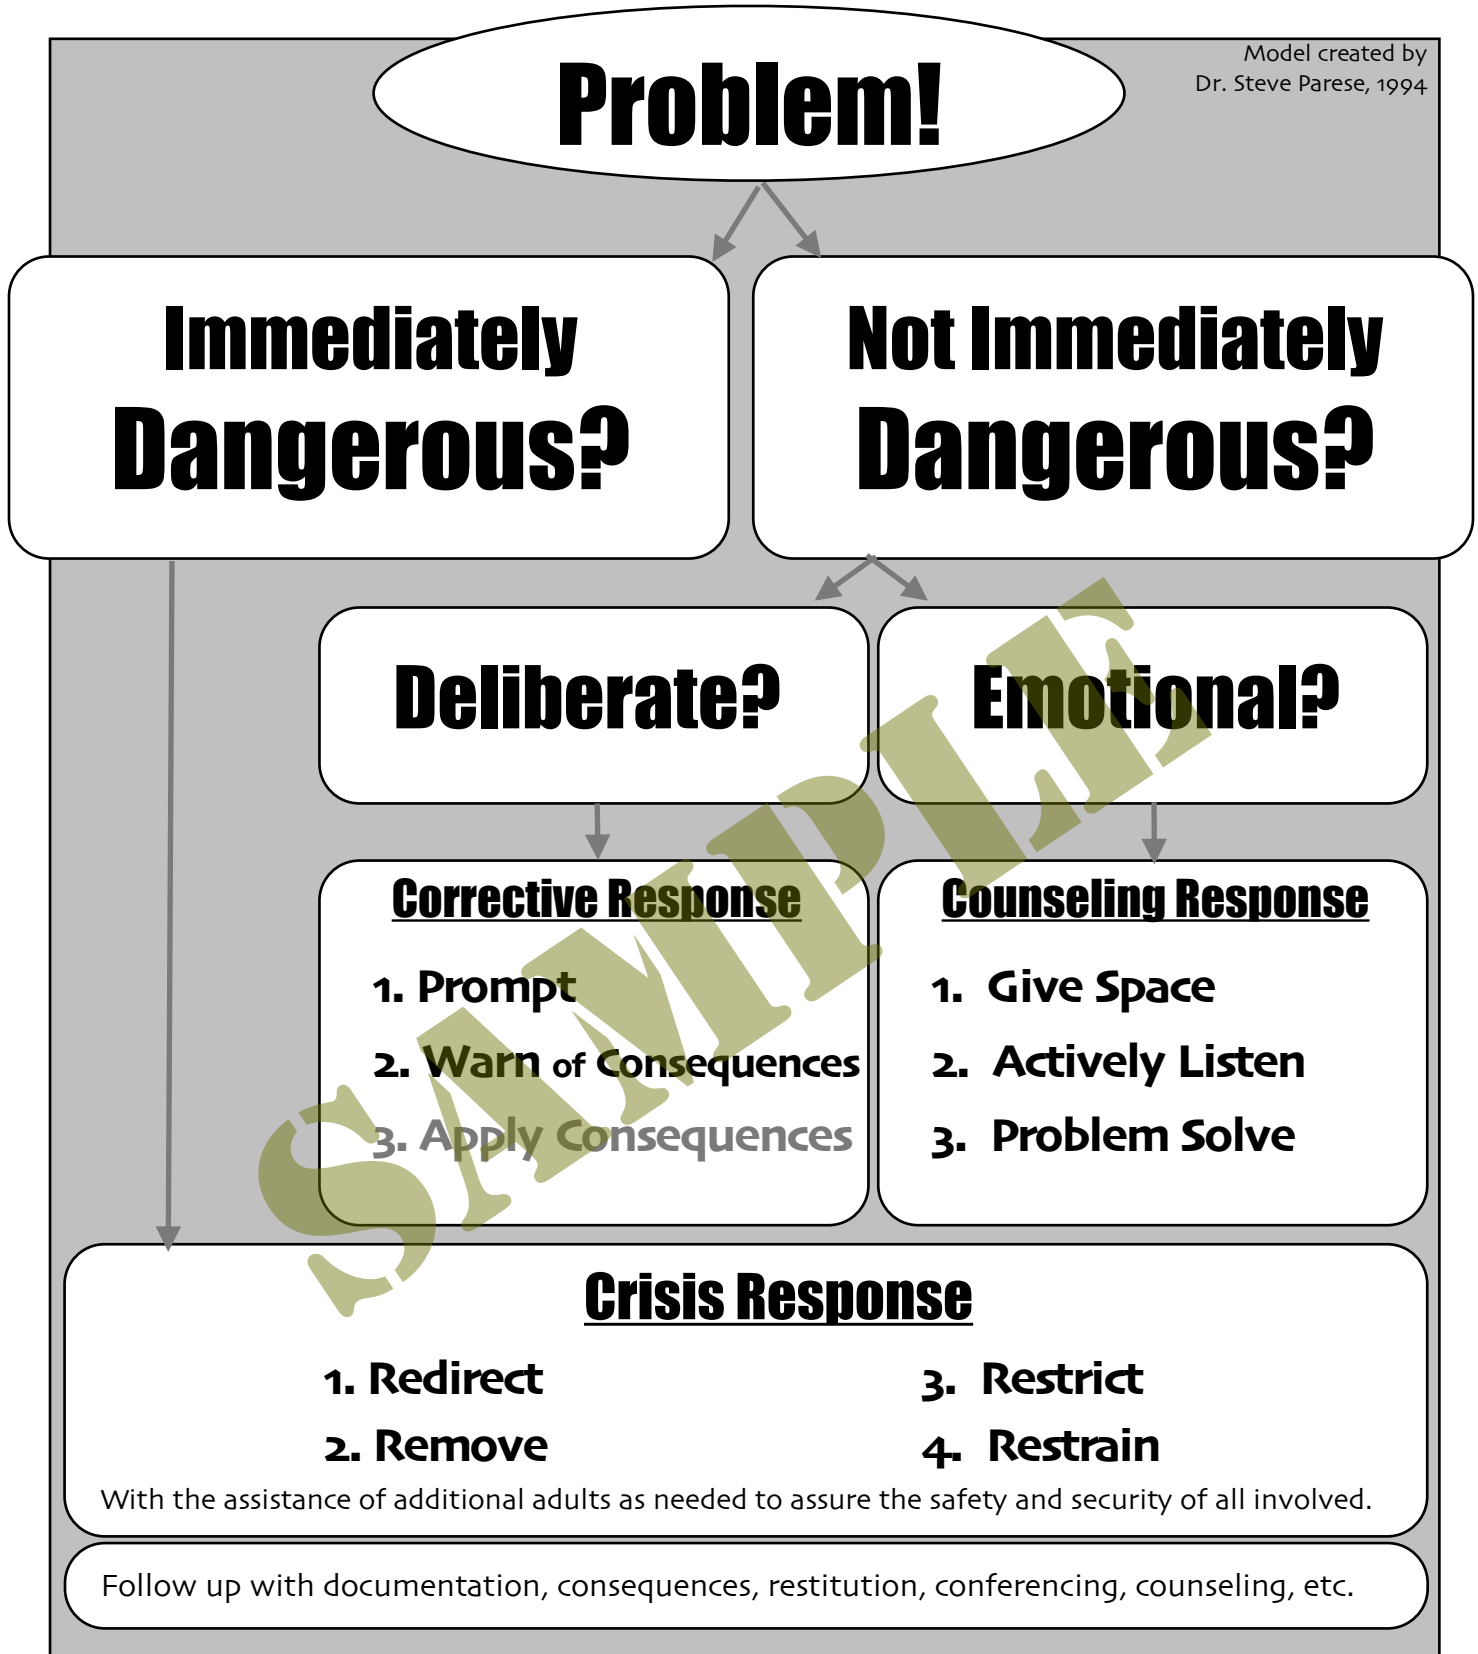 Problem!
Model created by
Dr. Steve Parese, 1994
Immediately
Dangerous?
Not Immediately
Dangerous?
Deliberate?
Emotional?
Corrective Response
1. Prompt
2. Warn of Consequences
3. Apply Consequences
Counseling Response
1. Give Space
2. Actively Listen
3. Problem Solve
SAMPLE
Crisis Response
1. Redirect
2. Remove
3. Restrict
4. Restrain
With the assistance of additional adults as needed to assure the safety and security of all involved.
Follow up with documentation, consequences, restitution, conferencing, counseling, etc.